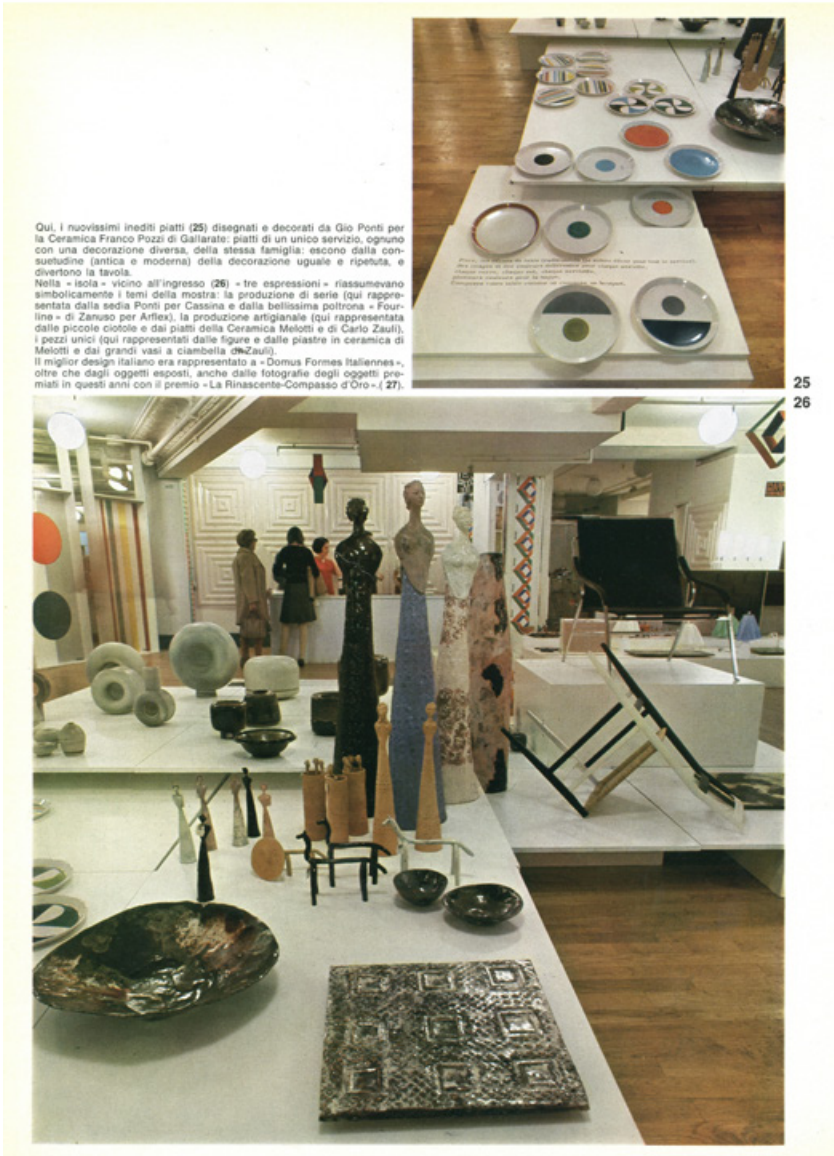 Qui, i nuovissimi inediti piatti (25) disegnati e decorati da Gio Ponti per
la Ceramica Franco Pozzi di Gallarate: piatti di un unico servizio, ognuno
con una decorazione diversa, della stessa famiglia: escono dalla con-
suetudine (antica e moderna) della decorazione uguale e ripetuta, e
divertono la tavola.
Nella « isola » vicino all'ingresso (26) « tre espressioni » riassumevano
simbolicamente i temi della mostra: la produzione di serie (qui rappre-
sentata dalla sedia Ponti per Cassina e dalla bellissima poltrona « Four-
line » di Zanuso per Arflex), la produzione artigianale (qui rappresentata
dalle piccole ciotole e dai piatti della Ceramica Melotti e di Carlo Zauli),
i pezzi unici (qui rappresentati dalle figure e dalle piastre in ceramica di
Melotti e dai grandi vasi a ciambella di Zauli).
Il miglior design italiano era rappresentato a « Domus Formes Italiennes »,
oltre che dagli oggetti esposti, anche dalle fotografie degli oggetti pre-
miati in questi anni con il premio « La Rinascente-Compasso d'Oro ».( 27).
25
26